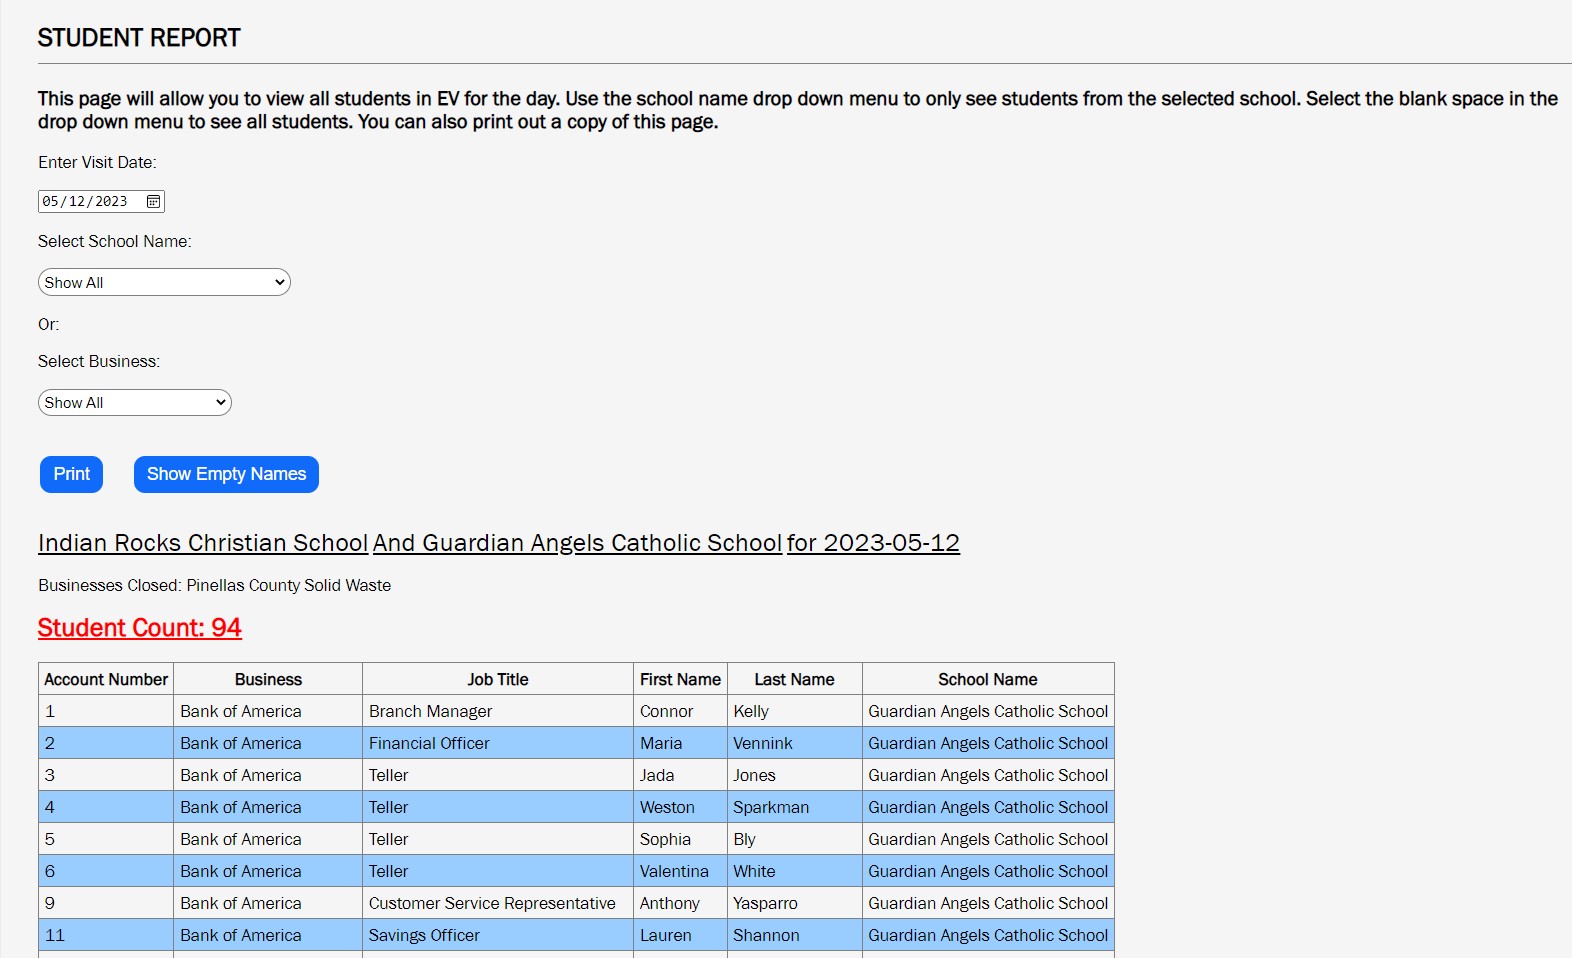 STUDENT REPORT
This page will allow you to view all students in EV for the day. Use the school name drop down menu to only see students from the selected school. Select the blank space in the
drop down menu to see all students. You can also print out a copy of this page.
Enter Visit Date:
05/12/2023
Select School Name:
Show All
Or:
Select Business:
Show All
Print Show Empty Names
Indian Rocks Christian School And Guardian Angels Catholic School for 2023-05-12
Businesses Closed: Pinellas County Solid Waste
Student Count: 94
Account Number Business Job Title First Name Last Name School Name
1 Bank of America Branch Manager Connor Kelly Guardian Angels Catholic School
2 Bank of America Financial Officer Maria Vennink Guardian Angels Catholic School
3 Bank of America Teller Jada Jones Guardian Angels Catholic School
4 Bank of America Teller Weston Sparkman Guardian Angels Catholic School
5 Bank of America Teller Sophia Bly Guardian Angels Catholic School
6 Bank of America Teller Valentina White Guardian Angels Catholic School
9 Bank of America Customer Service Representative Anthony Yasparro Guardian Angels Catholic School
11 Bank of America Savings Officer Lauren Shannon Guardian Angels Catholic School